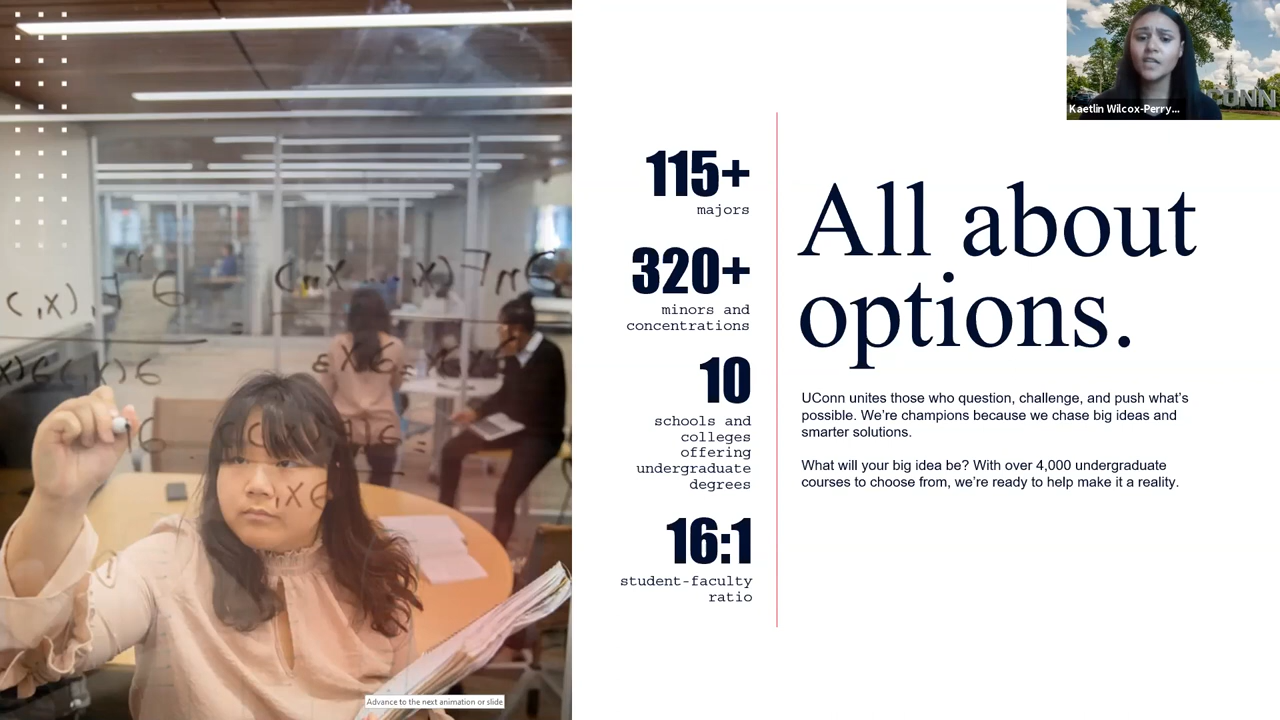 Kaetlin Wilcox-Perry...
115+
majors
320+
minors and
concentrations
10
schools and
colleges
offering
undergraduate
degrees
16:1
student-faculty
ratio
All about
options.
UConn unites those who question, challenge, and push what's
possible. We're champions because we chase big ideas and
smarter solutions.
What will your big idea be? With over 4,000 undergraduate
courses to choose from, we're ready to help make it a reality.
Advance to the next animation or slide